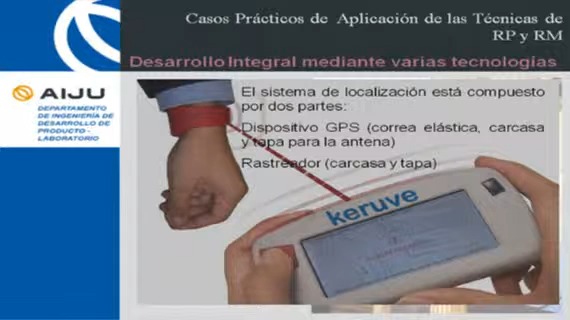 Casos Prácticos de Aplicación de las Técnicas de
RP y RM
Desarrollo Integral mediante varias tecnologías
AIJU
DEPARTAMENTO
DE INGENIERÍA DE
DESARROLLO DE
PRODUCTO -
LABORATORIO
El sistema de localización está compuesto
por dos partes:
Dispositivo GPS (correa elástica, carcasa
y tapa para la antena)
Rastreador (carcasa y tapa)
keruve